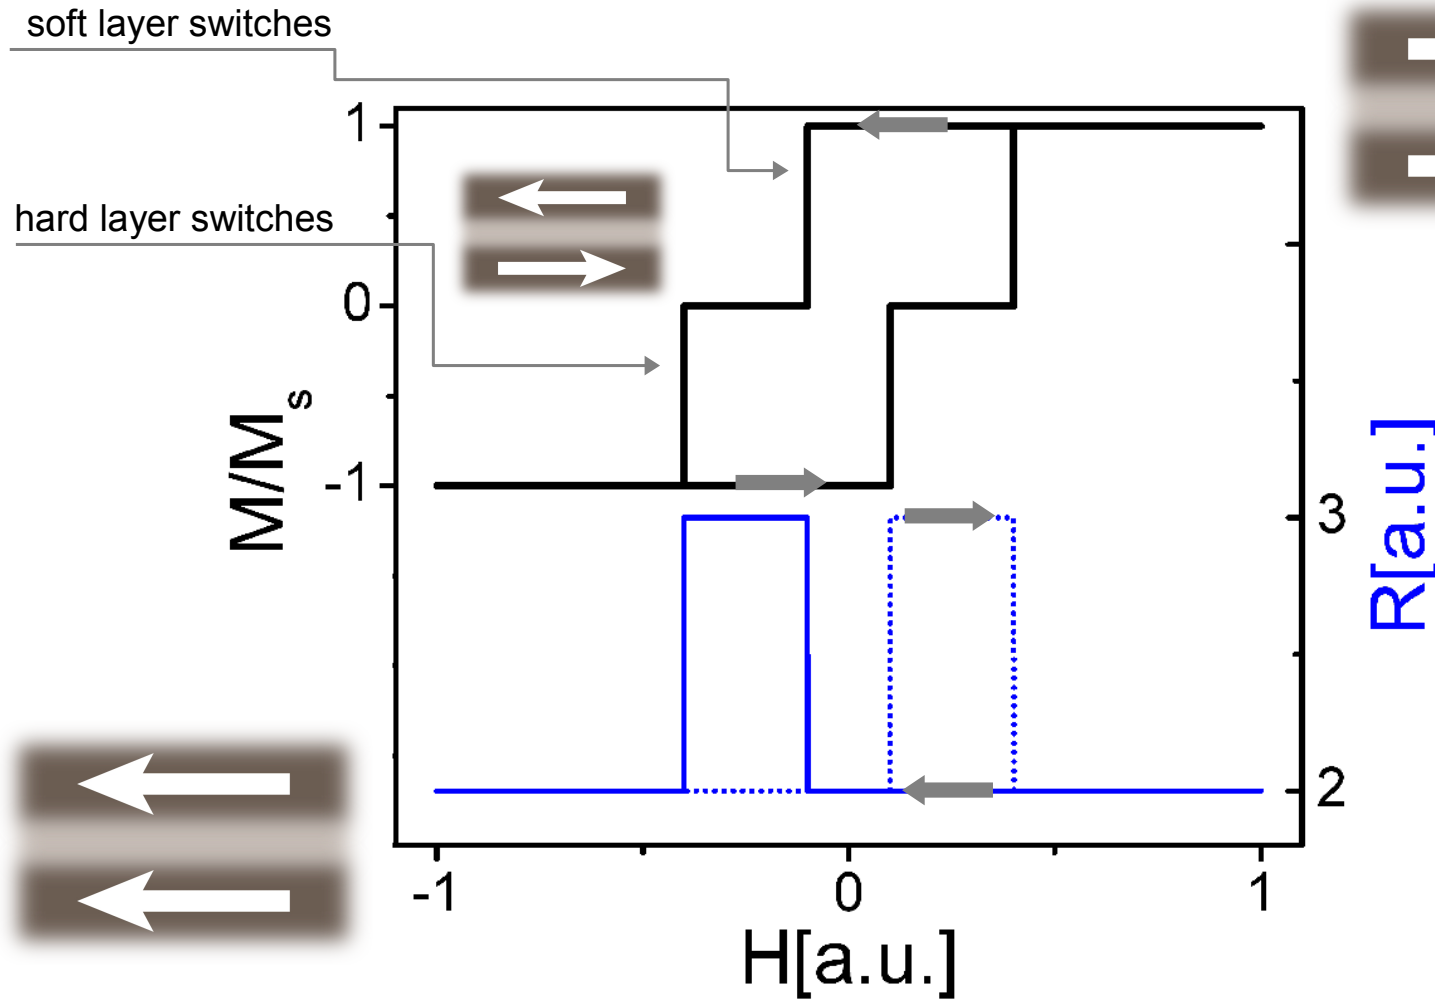 soft layer switches
hard layer switches
1
0
-1
M/Ms
3
2
R[a.u.]
-1
0
1
H[a.u.]